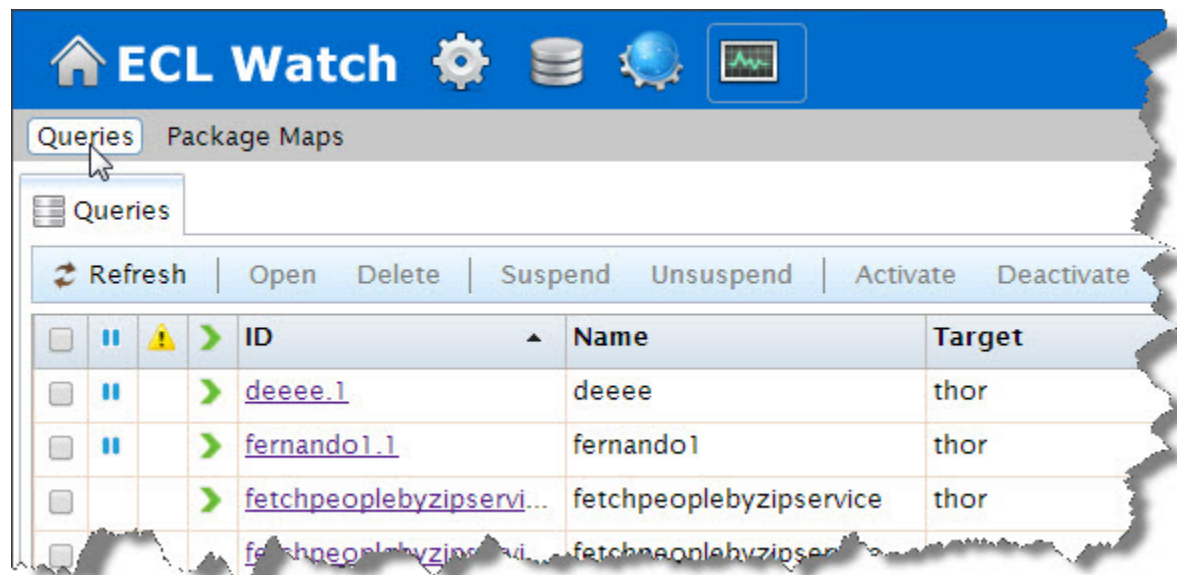 ECL Watch
Queries Package Maps
Queries
Refresh Open Delete Suspend Unsuspend Activate Deactivate
ID Name Target
deeee.1 deeee thor
fernando1.1 fernando1 thor
fetchpeoplebyzipservi... fetchpeoplebyzipservice thor